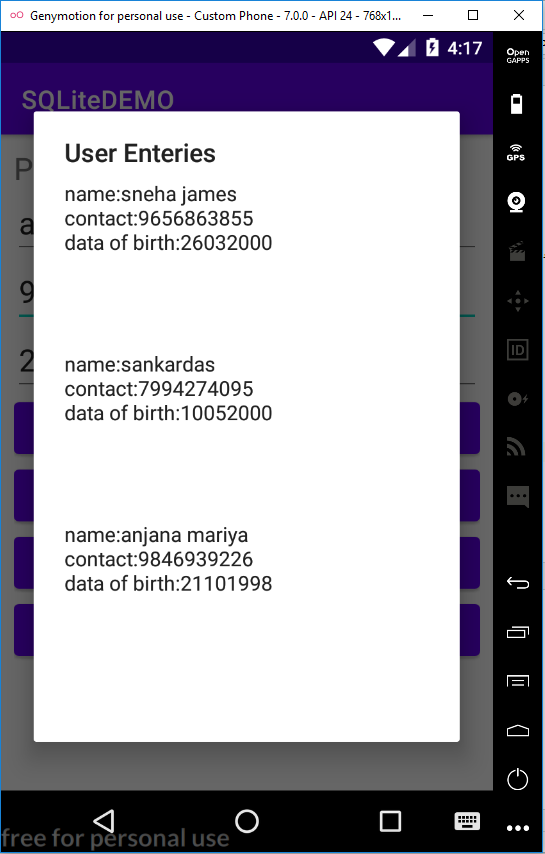 Genymotion for personal use - Custom Phone - 7.0.0 - API 24 - 768x1...
4:17
Open
GAPPS
SQLiteDEMO
GPS
P
User Enteries
name:sneha james
contact:9656863855
data of birth:26032000
a
9
2
ID
name:sankardas
contact:7994274095
data of birth:10052000
name:anjana mariya
contact:9846939226
data of birth:21101998
free for personal use